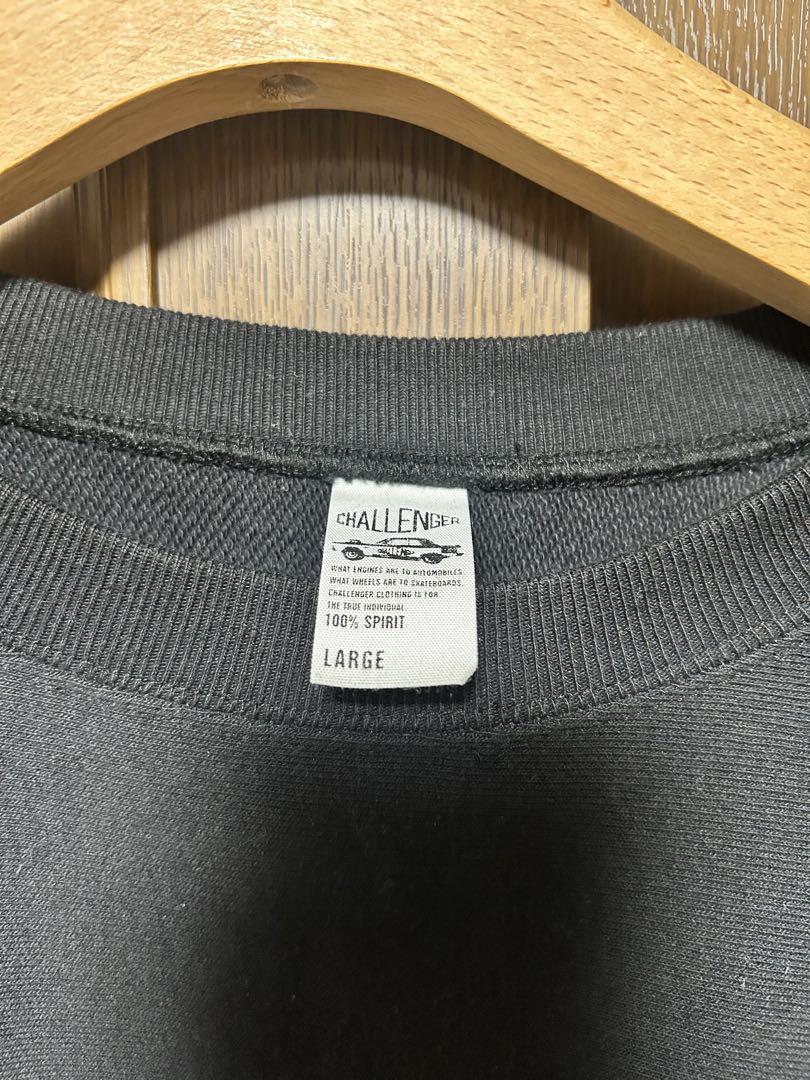 CHALLENGER
WHAT ENGINES ARE TO AUTOMOBILES
WHAT WHEELS ARE TO SKATEBOARDS
CHALLENGER CLOTHING IS FOR
THE TRUE INDIVIDUAL
100% SPIRIT
LARGE